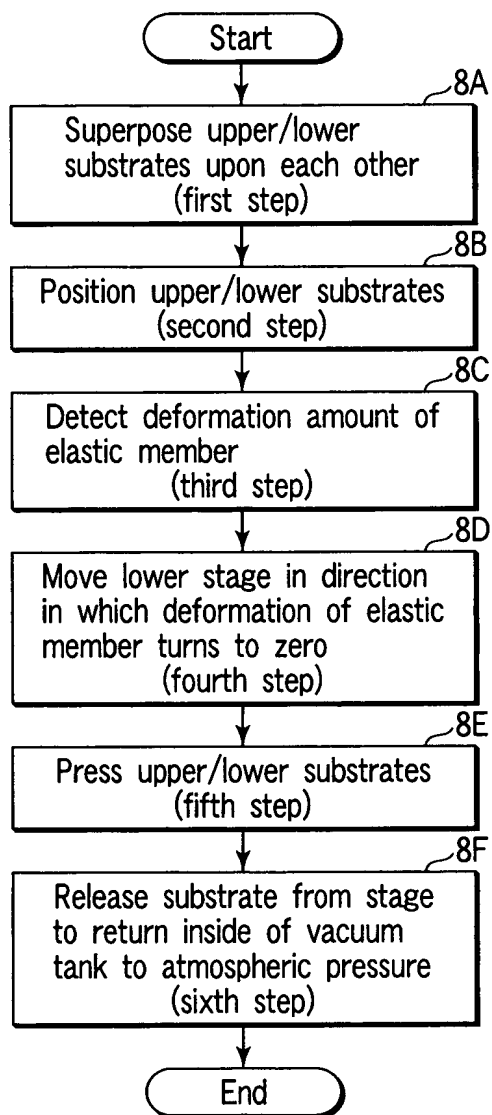 Start
8A
Superpose upper/lower
substrates upon each other
(first step)
8B
Position upper/lower substrates
(second step)
8C
Detect deformation amount of
elastic member
(third step)
8D
Move lower stage in direction
in which deformation of elastic
member turns to zero
(fourth step)
8E
Press upper/lower substrates
(fifth step)
8F
Release substrate from stage
to return inside of vacuum
tank to atmospheric pressure
(sixth step)
End